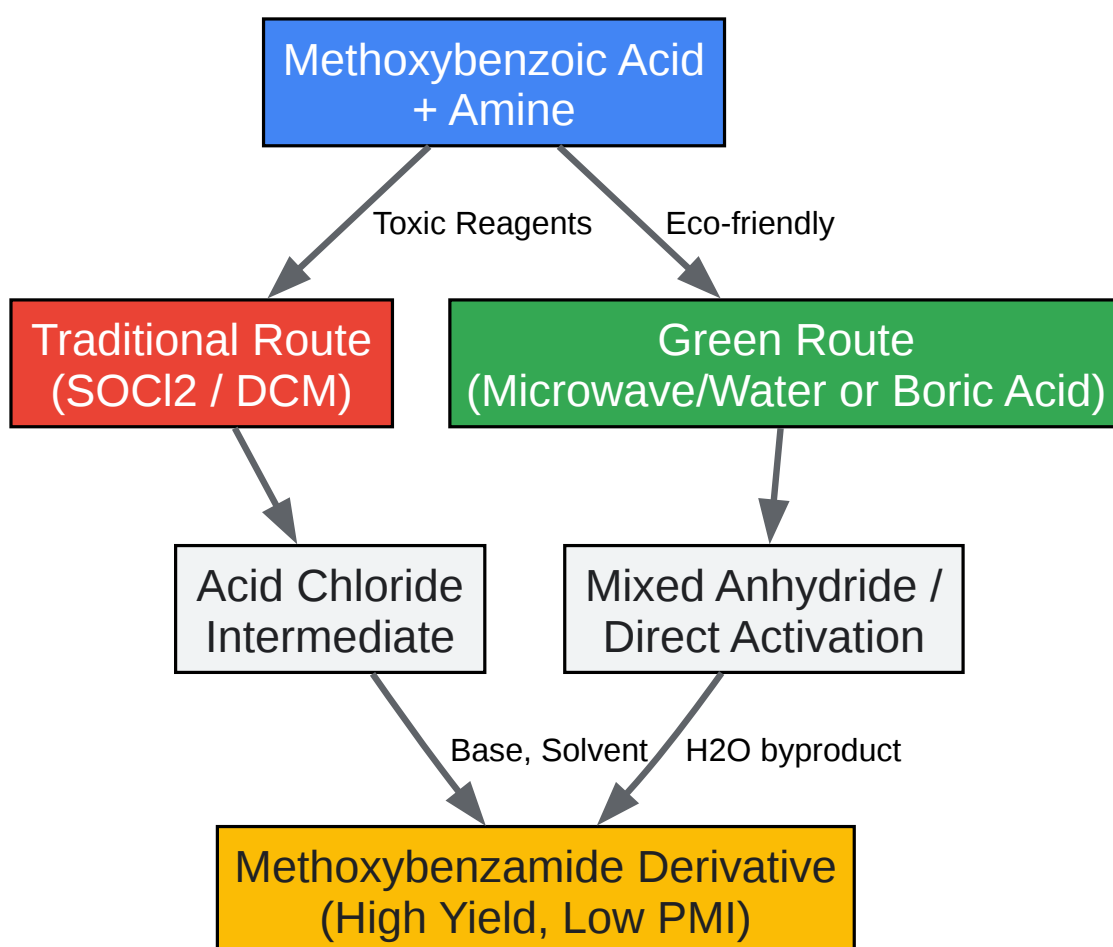 Methoxybenzoic Acid
+ Amine
Toxic Reagents
Eco-friendly
Traditional Route
(SOCl2 / DCM)
Green Route
(Microwave/Water or Boric Acid)
Acid Chloride
Intermediate
Mixed Anhydride /
Direct Activation
Base, Solvent
H2O byproduct
Methoxybenzamide Derivative
(High Yield, Low PMI)